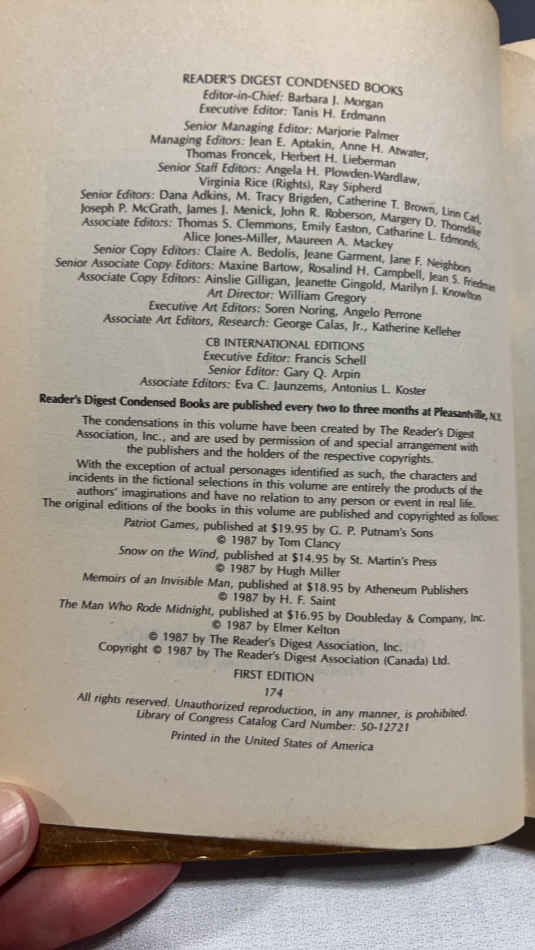 READER'S DIGEST CONDENSED BOOKS
Editor-in-Chief: Barbara J. Morgan
Executive Editor: Tanis H. Erdmann
Senior Managing Editor: Marjorie Palmer
Managing Editors: Jean E. Aptakin, Anne H. Atwater,
Thomas Froncek, Herbert H. Lieberman
Senior Staff Editors: Angela H. Plowden-Wardlaw,
Virginia Rice (Rights), Ray Sipherd
Senior Editors: Dana Adkins, M. Tracy Brigden, Catherine T. Brown, Linn Carl,
Joseph P. McGrath, James J. Menick, John R. Roberson, Margery D. Thorndike
Associate Editors: Thomas S. Clemmons, Emily Easton, Catharine L. Edmonds,
Alice Jones-Miller, Maureen A. Mackey
Senior Copy Editors: Claire A. Bedolis, Jeane Garment, Jane F. Neighbors
Senior Associate Copy Editors: Maxine Bartow, Rosalind H. Campbell, Jean S. Friedman
Associate Copy Editors: Ainslie Gilligan, Jeanette Gingold, Marilyn J. Knowlton
Art Director: William Gregory
Executive Art Editors: Soren Noring, Angelo Perrone
Associate Art Editors, Research: George Calas, Jr., Katherine Kelleher
CB INTERNATIONAL EDITIONS
Executive Editor: Francis Schell
Senior Editor: Gary Q. Arpin
Associate Editors: Eva C. Jaunzems, Antonius L. Koster
Reader's Digest Condensed Books are published every two to three months at Pleasantville, N.Y.
The condensations in this volume have been created by The Reader's Digest
Association, Inc., and are used by permission of and special arrangement with
the publishers and the holders of the respective copyrights.
With the exception of actual personages identified as such, the characters and
incidents in the fictional selections in this volume are entirely the products of the
authors' imaginations and have no relation to any person or event in real life.
The original editions of the books in this volume are published and copyrighted as follows:
Patriot Games, published at $19.95 by G. P. Putnam's Sons
© 1987 by Tom Clancy
Snow on the Wind, published at $14.95 by St. Martin's Press
© 1987 by Hugh Miller
Memoirs of an Invisible Man, published at $18.95 by Atheneum Publishers
© 1987 by H. F. Saint
The Man Who Rode Midnight, published at $16.95 by Doubleday & Company, Inc.
© 1987 by Elmer Kelton
© 1987 by The Reader's Digest Association, Inc.
Copyright © 1987 by The Reader's Digest Association (Canada) Ltd.
FIRST EDITION
174
All rights reserved. Unauthorized reproduction, in any manner, is prohibited.
Library of Congress Catalog Card Number: 50-12721
Printed in the United States of America